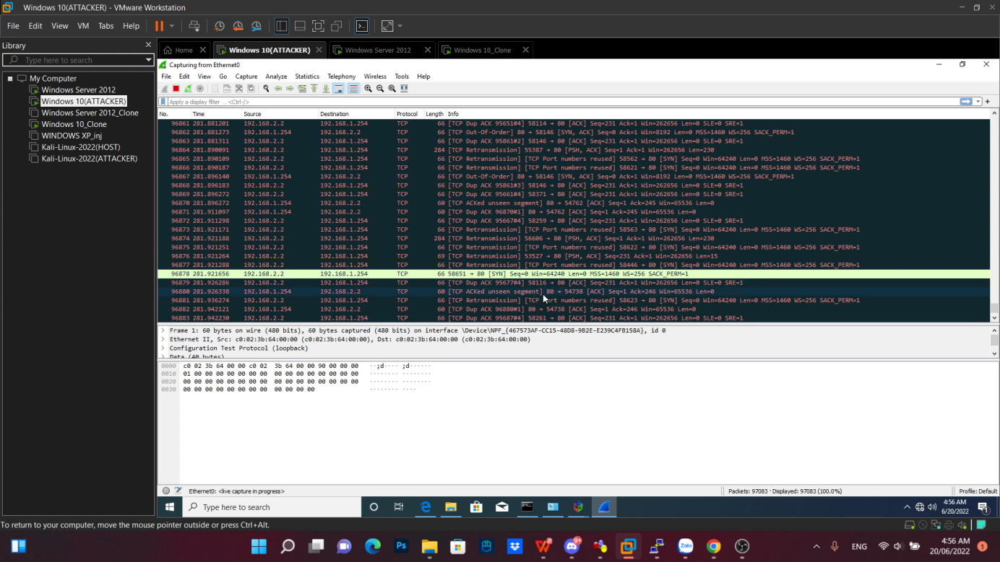 Windows 10(ATTACKER) - VMware Workstation
File Edit View VM Tabs Help
Library
Type here to search
My Computer
Windows Server 2012
Windows 10(ATTACKER)
Windows Server 2012_Clone
Windows 10_Clone
WINDOWS XP_inj
Kali-Linux-2022(HOST)
Kali-Linux-2022(ATTACKER)
Home Windows 10(ATTACKER) Windows Server 2012 Windows 10_Clone
Capturing from Ethernet0
File Edit View Go Capture Analyze Statistics Telephony Wireless Tools Help
Apply a display filter ... <Ctrl-/>
No. Time Source Destination Protocol Length Info
96861 281.881201 192.168.2.2 192.168.1.254 TCP 66 [TCP Dup ACK 95651#4] 58114 → 80 [ACK] Seq=231 Ack=1 Win=262656 Len=0 SLE=0 SRE=1
96862 281.881273 192.168.1.254 192.168.2.2 TCP 66 [TCP Out-Of-Order] 80 → 58146 [SYN, ACK] Seq=0 Ack=1 Win=8192 Len=0 MSS=1460 WS=256 SACK_PERM=1
96863 281.881311 192.168.2.2 192.168.1.254 TCP 66 [TCP Dup ACK 95861#2] 58146 → 80 [ACK] Seq=231 Ack=1 Win=262656 Len=0 SLE=0 SRE=1
96864 281.890091 192.168.2.2 192.168.1.254 TCP 284 [TCP Retransmission] 55387 → 80 [PSH, ACK] Seq=1 Ack=1 Win=262656 Len=230
96865 281.890109 192.168.2.2 192.168.1.254 TCP 66 [TCP Retransmission] [TCP Port numbers reused] 58562 → 80 [SYN] Seq=0 Win=64240 Len=0 MSS=1460 WS=256 SACK_PERM=1
96866 281.890187 192.168.2.2 192.168.1.254 TCP 66 [TCP Retransmission] [TCP Port numbers reused] 58621 → 80 [SYN] Seq=0 Win=64240 Len=0 MSS=1460 WS=256 SACK_PERM=1
96867 281.896140 192.168.1.254 192.168.2.2 TCP 66 [TCP Out-Of-Order] 80 → 58146 [SYN, ACK] Seq=0 Ack=1 Win=8192 Len=0 MSS=1460 WS=256 SACK_PERM=1
96868 281.896183 192.168.2.2 192.168.1.254 TCP 66 [TCP Dup ACK 95861#3] 58146 → 80 [ACK] Seq=231 Ack=1 Win=262656 Len=0 SLE=0 SRE=1
96869 281.896272 192.168.2.2 192.168.1.254 TCP 66 [TCP Dup ACK 95661#4] 58371 → 80 [ACK] Seq=231 Ack=1 Win=262656 Len=0 SLE=0 SRE=1
96870 281.896272 192.168.1.254 192.168.2.2 TCP 60 [TCP ACKed unseen segment] 80 → 54762 [ACK] Seq=1 Ack=245 Win=65536 Len=0
96871 281.911097 192.168.1.254 192.168.2.2 TCP 60 [TCP Dup ACK 96870#1] 80 → 54762 [ACK] Seq=1 Ack=245 Win=65536 Len=0
96872 281.911298 192.168.2.2 192.168.1.254 TCP 66 [TCP Dup ACK 95667#4] 58259 → 80 [ACK] Seq=231 Ack=1 Win=262656 Len=0 SLE=0 SRE=1
96873 281.921171 192.168.2.2 192.168.1.254 TCP 66 [TCP Retransmission] [TCP Port numbers reused] 58563 → 80 [SYN] Seq=0 Win=64240 Len=0 MSS=1460 WS=256 SACK_PERM=1
96874 281.921188 192.168.2.2 192.168.1.254 TCP 284 [TCP Retransmission] 56606 → 80 [PSH, ACK] Seq=1 Ack=1 Win=262656 Len=230
96875 281.921251 192.168.2.2 192.168.1.254 TCP 66 [TCP Retransmission] [TCP Port numbers reused] 58622 → 80 [SYN] Seq=0 Win=64240 Len=0 MSS=1460 WS=256 SACK_PERM=1
96876 281.921264 192.168.2.2 192.168.1.254 TCP 69 [TCP Retransmission] 53527 → 80 [PSH, ACK] Seq=1 Ack=1 Win=262656 Len=15
96877 281.921288 192.168.2.2 192.168.1.254 TCP 66 [TCP Retransmission] [TCP Port numbers reused] 58446 → 80 [SYN] Seq=0 Win=64240 Len=0 MSS=1460 WS=256 SACK_PERM=1
96878 281.921656 192.168.2.2 192.168.1.254 TCP 66 58651 → 80 [SYN] Seq=0 Win=64240 Len=0 MSS=1460 WS=256 SACK_PERM=1
96879 281.926286 192.168.2.2 192.168.1.254 TCP 66 [TCP Dup ACK 95677#4] 58116 → 80 [ACK] Seq=231 Ack=1 Win=262656 Len=0 SLE=0 SRE=1
96880 281.926338 192.168.1.254 192.168.2.2 TCP 60 [TCP ACKed unseen segment] 80 → 54738 [ACK] Seq=1 Ack=246 Win=65536 Len=0
96881 281.936274 192.168.2.2 192.168.1.254 TCP 66 [TCP Retransmission] [TCP Port numbers reused] 58623 → 80 [SYN] Seq=0 Win=64240 Len=0 MSS=1460 WS=256 SACK_PERM=1
96882 281.942121 192.168.1.254 192.168.2.2 TCP 60 [TCP Dup ACK 96880#1] 80 → 54738 [ACK] Seq=1 Ack=246 Win=65536 Len=0
96883 281.942230 192.168.2.2 192.168.1.254 TCP 66 [TCP Dup ACK 95687#4] 58261 → 80 [ACK] Seq=231 Ack=1 Win=262656 Len=0 SLE=0 SRE=1
Frame 1: 60 bytes on wire (480 bits), 60 bytes captured (480 bits) on interface \Device\NPF_{467573AF-CC15-48D8-9B2E-E239C4FB158A}, id 0
Ethernet II, Src: c0:02:3b:64:00:00 (c0:02:3b:64:00:00), Dst: c0:02:3b:64:00:00 (c0:02:3b:64:00:00)
Configuration Test Protocol (loopback)
Data (40 bytes)
0000 c0 02 3b 64 00 00 c0 02 3b 64 00 00 90 00 00 00 ··;d···· ;d······
0010 01 00 00 00 00 00 00 00 00 00 00 00 00 00 00 00 ········ ········
0020 00 00 00 00 00 00 00 00 00 00 00 00 00 00 00 00 ········ ········
0030 00 00 00 00 00 00 00 00 00 00 00 00 ········ ····
Ethernet0: <live capture in progress>
Packets: 97083 · Displayed: 97083 (100.0%)
Profile: Default
Type here to search
4:56 AM
6/20/2022
1
To return to your computer, move the mouse pointer outside or press Ctrl+Alt.
Ps
9+
Zalo
ENG
4:56 AM
20/06/2022
1